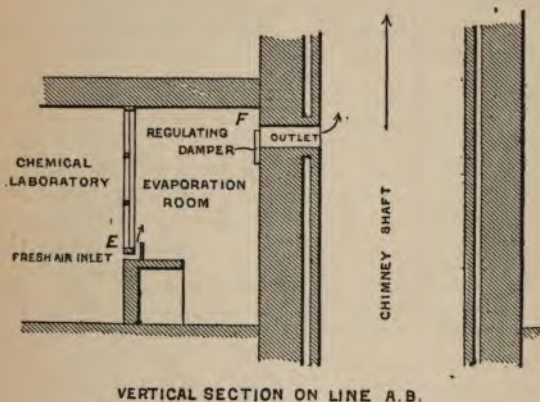 F
REGULATING
DAMPER
OUTLET
CHEMICAL
LABORATORY
EVAPORATION
ROOM
E
FRESH AIR INLET
CHIMNEY SHAFT
VERTICAL SECTION ON LINE A.B.